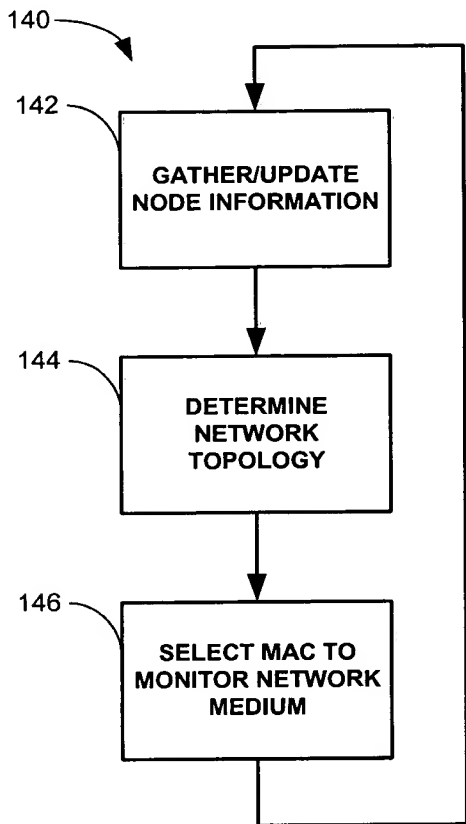 140
142
GATHER/UPDATE
NODE INFORMATION
144
DETERMINE
NETWORK
TOPOLOGY
146
SELECT MAC TO
MONITOR NETWORK
MEDIUM